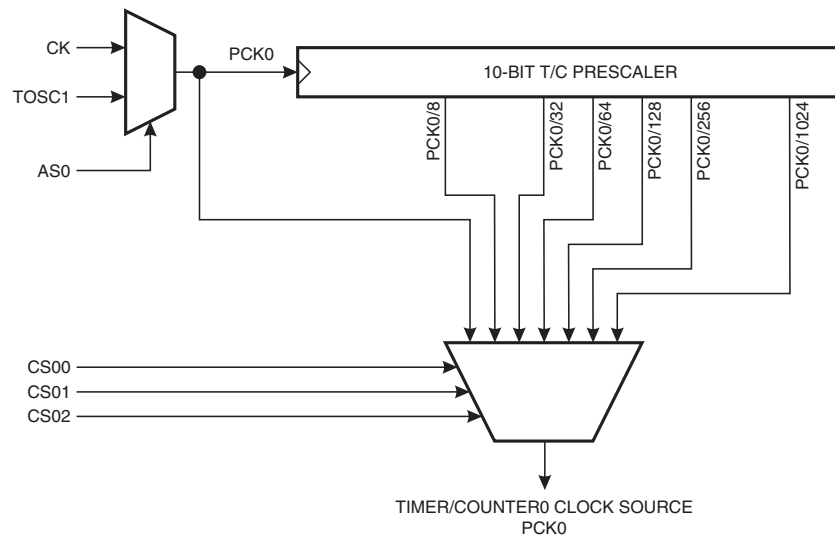 CK
PCK0
10-BIT T/C PRESCALER
TOSC1
PCK0/8
PCK0/32
PCK0/64
PCK0/128
PCK0/256
PCK0/1024
AS0
CS00
CS01
CS02
TIMER/COUNTER0 CLOCK SOURCE
PCK0